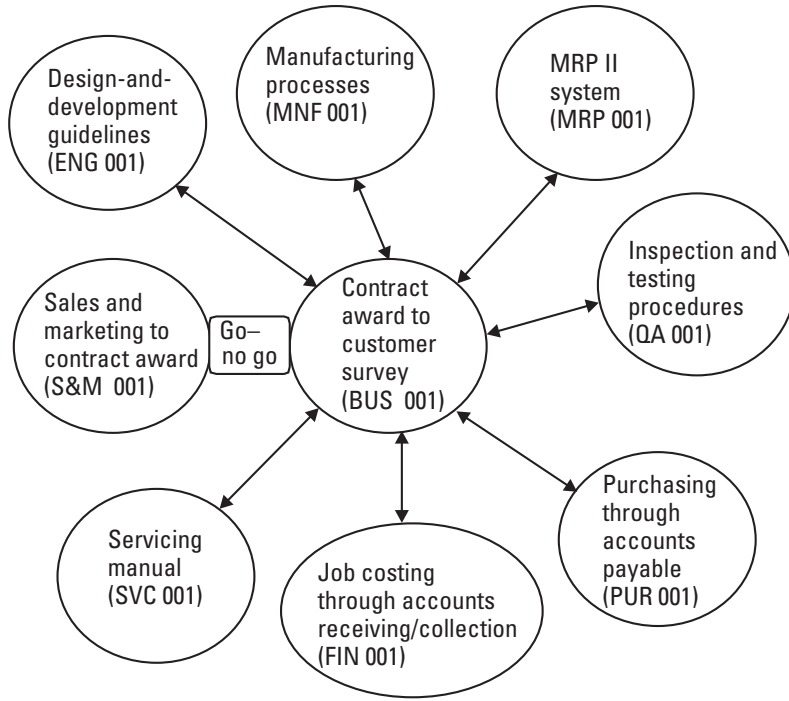 Design-and-
development
guidelines
(ENG 001)
Manufacturing
processes
(MNF 001)
MRP II
system
(MRP 001)
Inspection and
testing
procedures
(QA 001)
Sales and
marketing to
contract award
(S&M 001)
Go–
no go
Contract
award to
customer
survey
(BUS 001)
Purchasing
through
accounts
payable
(PUR 001)
Servicing
manual
(SVC 001)
Job costing
through accounts
receiving/collection
(FIN 001)